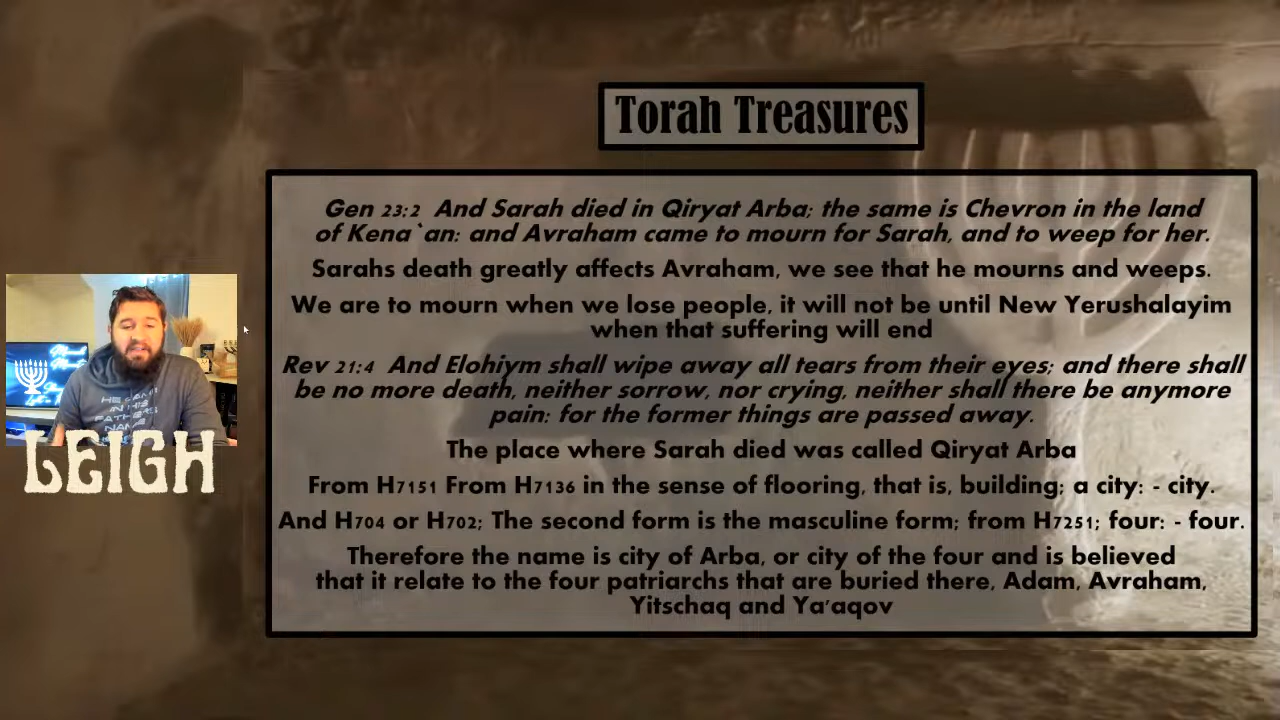 Torah Treasures
Gen 23:2 And Sarah died in Qiryat Arba; the same is Chevron in the land
of Kena`an: and Avraham came to mourn for Sarah, and to weep for her.
Sarahs death greatly affects Avraham, we see that he mourns and weeps.
We are to mourn when we lose people, it will not be until New Yerushalayim
when that suffering will end
Rev 21:4 And Elohiym shall wipe away all tears from their eyes; and there shall
be no more death, neither sorrow, nor crying, neither shall there be anymore
pain: for the former things are passed away.
The place where Sarah died was called Qiryat Arba
From H7151 From H7136 in the sense of flooring, that is, building; a city: - city.
And H704 or H702; The second form is the masculine form; from H7251; four: - four.
Therefore the name is city of Arba, or city of the four and is believed
that it relate to the four patriarchs that are buried there, Adam, Avraham,
Yitschaq and Ya'aqov
HE CAME
IN HIS
FATHERS
NAME
LEIGH